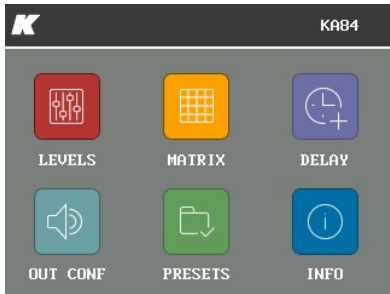 K
KA84
LEVELS
MATRIX
DELAY
OUT CONF
PRESETS
INFO